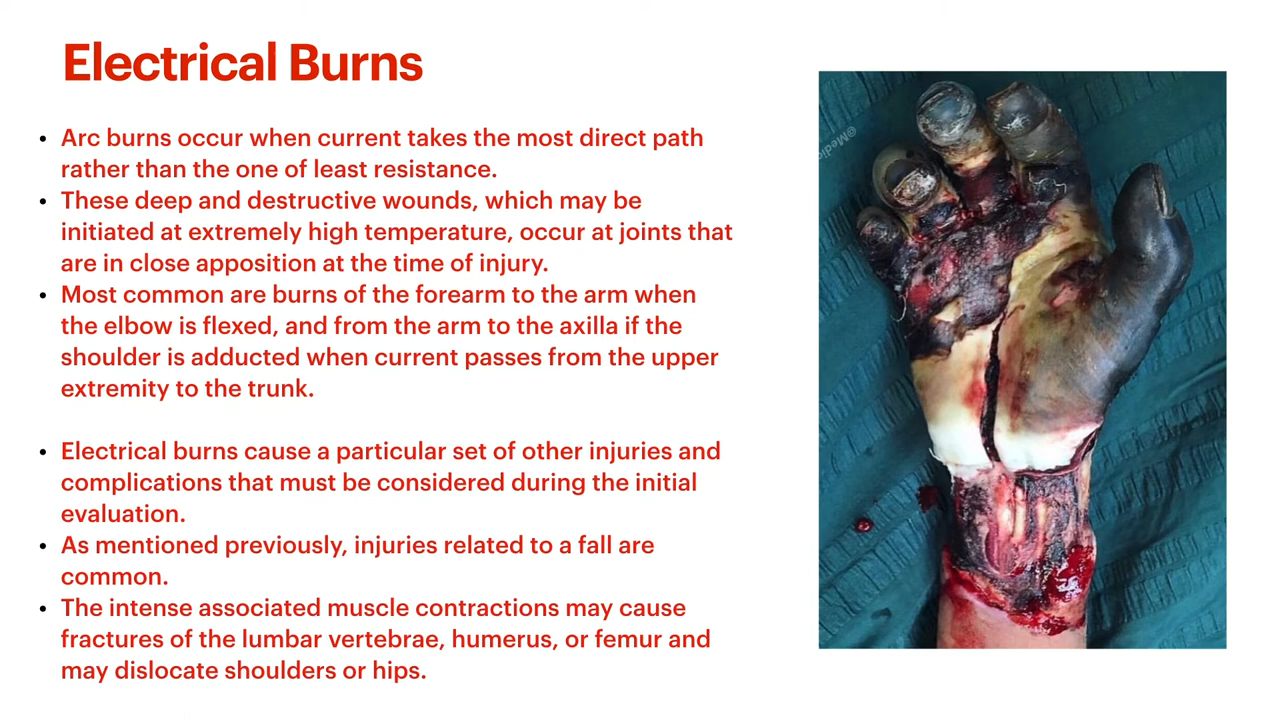 Electrical Burns
• Arc burns occur when current takes the most direct path
rather than the one of least resistance.
• These deep and destructive wounds, which may be
initiated at extremely high temperature, occur at joints that
are in close apposition at the time of injury.
• Most common are burns of the forearm to the arm when
the elbow is flexed, and from the arm to the axilla if the
shoulder is adducted when current passes from the upper
extremity to the trunk.
• Electrical burns cause a particular set of other injuries and
complications that must be considered during the initial
evaluation.
• As mentioned previously, injuries related to a fall are
common.
• The intense associated muscle contractions may cause
fractures of the lumbar vertebrae, humerus, or femur and
may dislocate shoulders or hips.